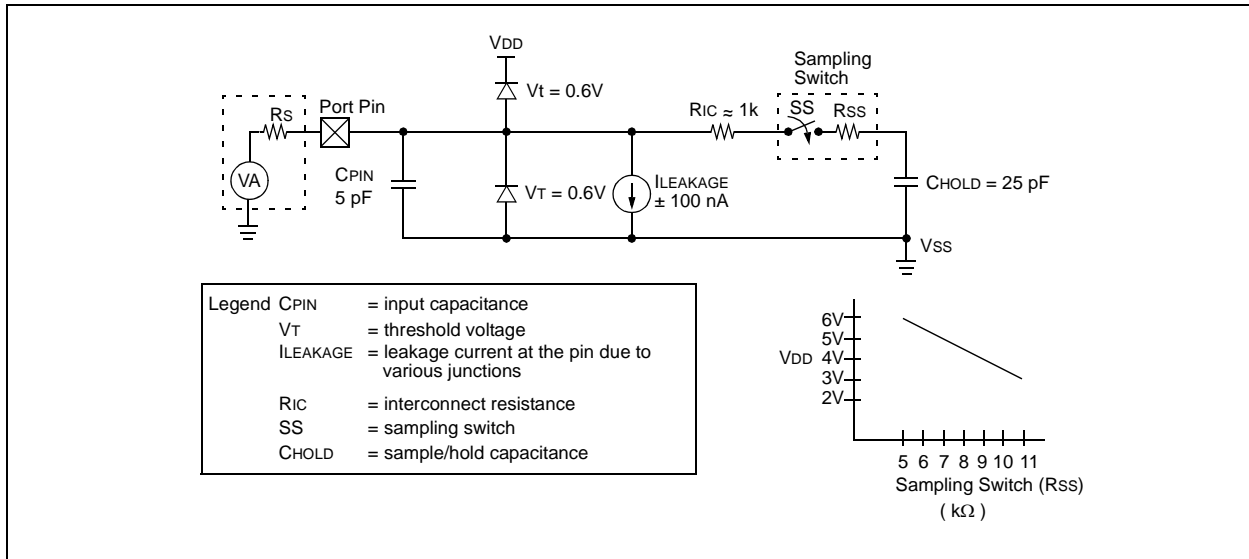 VDD
Sampling
Switch
Vt = 0.6V
RS
Port Pin
RIC ≈ 1k
SS
RSS
VA
CPIN
5 pF
VT = 0.6V
ILEAKAGE
± 100 nA
CHOLD = 25 pF
VSS
Legend CPIN = input capacitance
VT = threshold voltage
ILEAKAGE = leakage current at the pin due to
various junctions
RIC = interconnect resistance
SS = sampling switch
CHOLD = sample/hold capacitance
6V
5V
VDD 4V
3V
2V
5 6 7 8 9 10 11
Sampling Switch (RSS)
( kΩ )